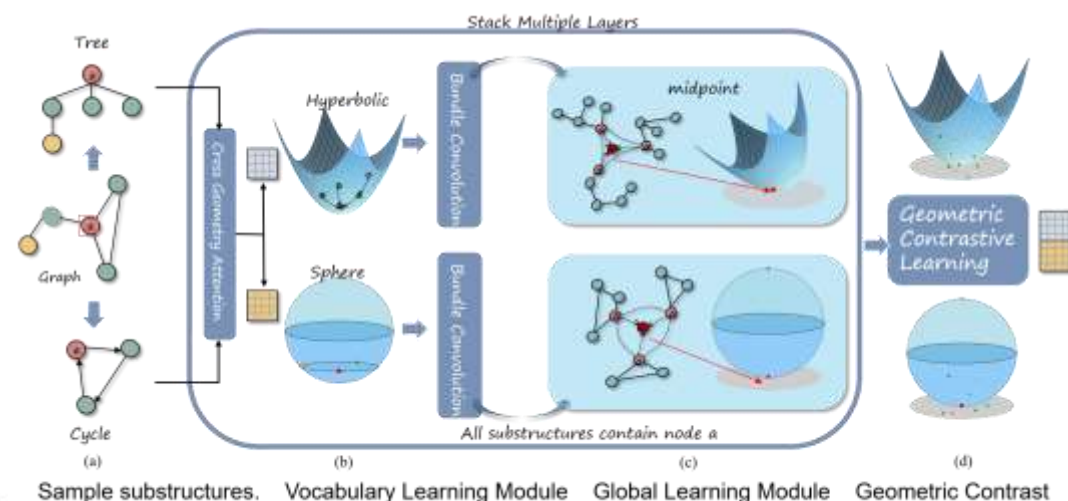 Stack Multiple Layers
Tree
Graph
Cycle
Cross Geometry Attention
Hyperbolic
Sphere
Bundle Convolution
Bundle Convolution
midpoint
All substructures contain node a
Geometric
Contrastive
Learning
(a)
(b)
(c)
(d)
Sample substructures.
Vocabulary Learning Module
Global Learning Module
Geometric Contrast